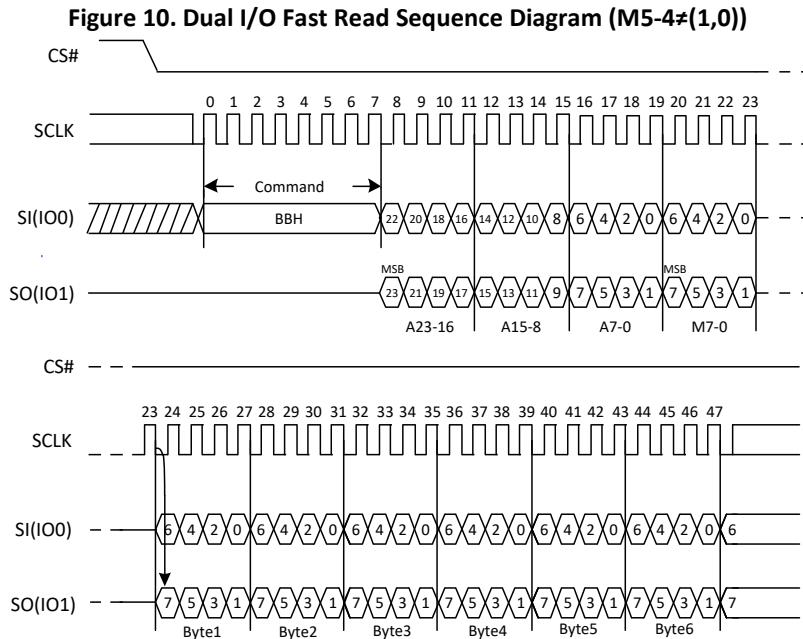 Figure 10. Dual I/O Fast Read Sequence Diagram (M5-4≠(1,0))
CS#
0 1 2 3 4 5 6 7 8 9 10 11 12 13 14 15 16 17 18 19 20 21 22 23
SCLK
Command
SI(IO0) BBH 22 20 18 16 14 12 10 8 6 4 2 0 6 4 2 0
MSB MSB
SO(IO1) 23 21 19 17 15 13 11 9 7 5 3 1 7 5 3 1
A23-16 A15-8 A7-0 M7-0
CS#
23 24 25 26 27 28 29 30 31 32 33 34 35 36 37 38 39 40 41 42 43 44 45 46 47
SCLK
SI(IO0) 6 4 2 0 6 4 2 0 6 4 2 0 6 4 2 0 6 4 2 0 6 4 2 0 6
SO(IO1) 7 5 3 1 7 5 3 1 7 5 3 1 7 5 3 1 7 5 3 1 7 5 3 1 7
Byte1 Byte2 Byte3 Byte4 Byte5 Byte6